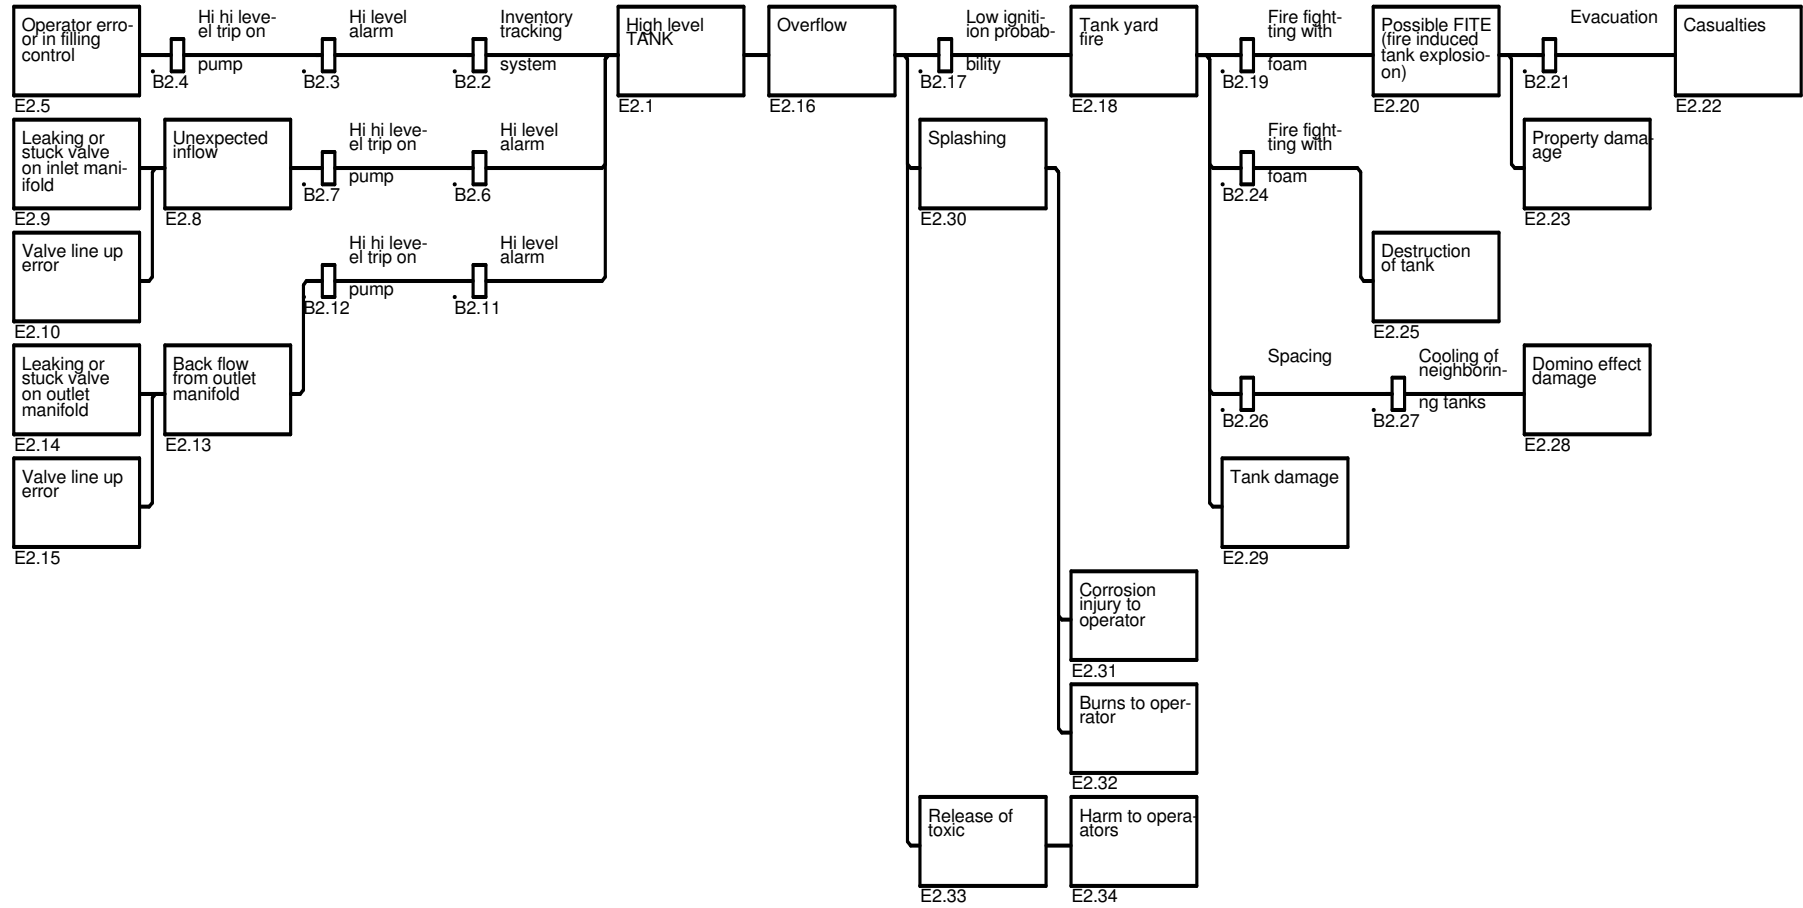 Operator erro-
or in filling
control
E2.5
Hi hi leve-
el trip on
pump
B2.4
Hi level
alarm
B2.3
Inventory
tracking
system
B2.2
High level
TANK
E2.1
Overflow
E2.16
Low igniti-
ion probab-
bility
B2.17
Tank yard
fire
E2.18
Fire fight-
ting with
foam
B2.19
Possible FITE
(fire induced
tank explosio-
on)
E2.20
Evacuation
B2.21
Casualties
E2.22
Leaking or
stuck valve
on inlet mani-
ifold
E2.9
Unexpected
inflow
E2.8
Hi hi leve-
el trip on
pump
B2.7
Hi level
alarm
B2.6
Splashing
E2.30
Fire fight-
ting with
foam
B2.24
Property dama-
age
E2.23
Valve line up
error
E2.10
Hi hi leve-
el trip on
pump
B2.12
Hi level
alarm
B2.11
Destruction
of tank
E2.25
Leaking or
stuck valve
on outlet
manifold
E2.14
Back flow
from outlet
manifold
E2.13
Spacing
B2.26
Cooling of
neighborin-
ng tanks
B2.27
Domino effect
damage
E2.28
Valve line up
error
E2.15
Tank damage
E2.29
Corrosion
injury to
operator
E2.31
Burns to oper-
rator
E2.32
Release of
toxic
E2.33
Harm to opera-
ators
E2.34